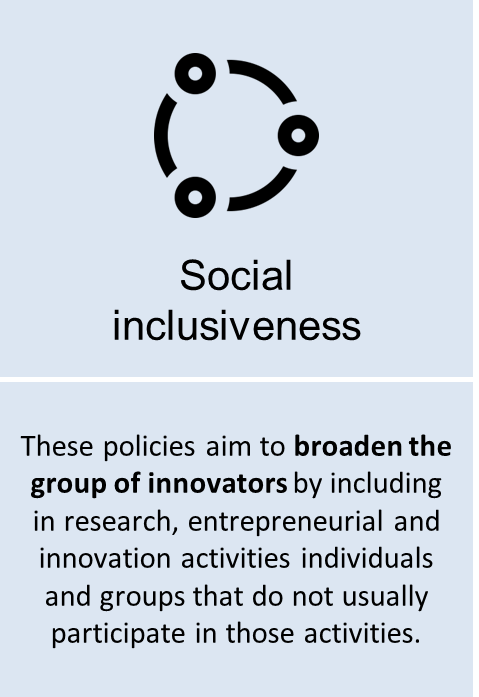 Social
inclusiveness
These policies aim to broaden the
group of innovators by including
in research, entrepreneurial and
innovation activities individuals
and groups that do not usually
participate in those activities.